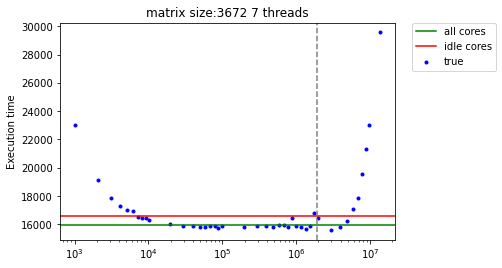 matrix size:3672 7 threads
all cores
idle cores
true
Execution time
30000
28000
26000
24000
22000
20000
18000
16000
10³
10⁴
10⁵
10⁶
10⁷